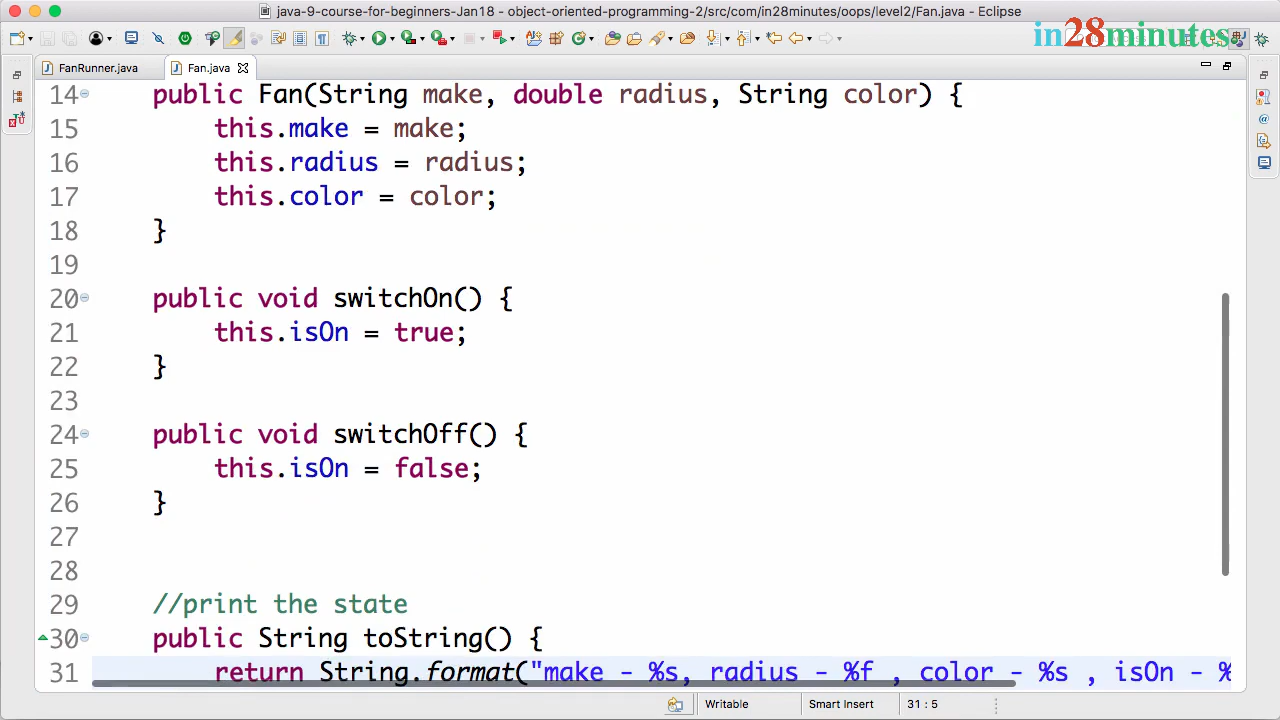 java-9-course-for-beginners-Jan18 - object-oriented-programming-2/src/com/in28minutes/oops/level2/Fan.java - Eclipse
in28minutes
FanRunner.java
Fan.java
14 public Fan(String make, double radius, String color) {
15 this.make = make;
16 this.radius = radius;
17 this.color = color;
18 }
19
20 public void switchOn() {
21 this.isOn = true;
22 }
23
24 public void switchOff() {
25 this.isOn = false;
26 }
27
28
29 //print the state
30 public String toString() {
31 return String.format("make - %s, radius - %f , color - %s , isOn - %
Writable Smart Insert 31 : 5